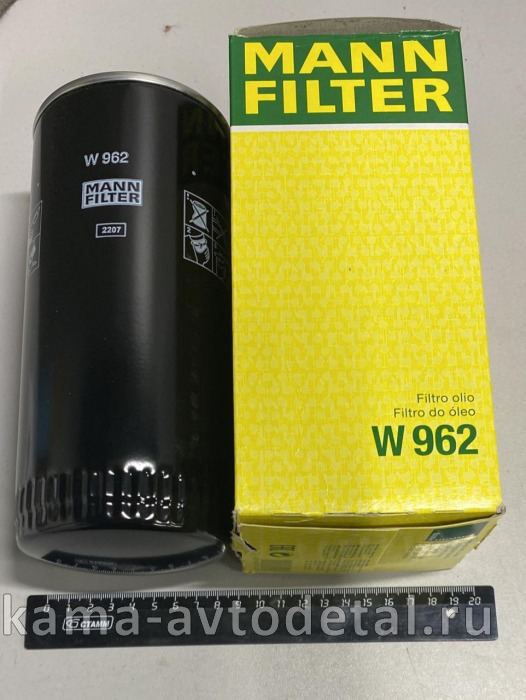 MANN
FILTER
W 962
MANN
FILTER
2207
Filtro olio
Filtro do óleo
W 962
EAC
0 1 2 3 4 5 6 7 8 9 10 11 12 13 14 15 16 17 18 19 20
СТАММ
kama-avtodetal.ru